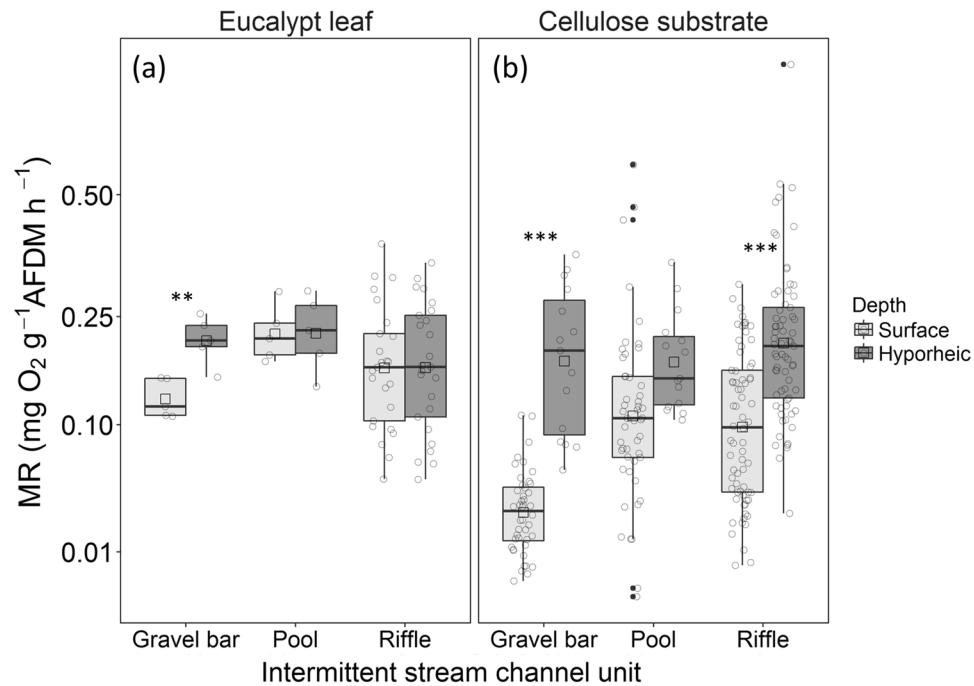 Eucalypt leaf
Cellulose substrate
(a)
(b)
MR (mg O₂ g⁻¹AFDM h⁻¹)
0.50
0.25
0.10
0.01
**
***
***
Depth
Surface
Hyporheic
Gravel bar Pool Riffle
Gravel bar Pool Riffle
Intermittent stream channel unit